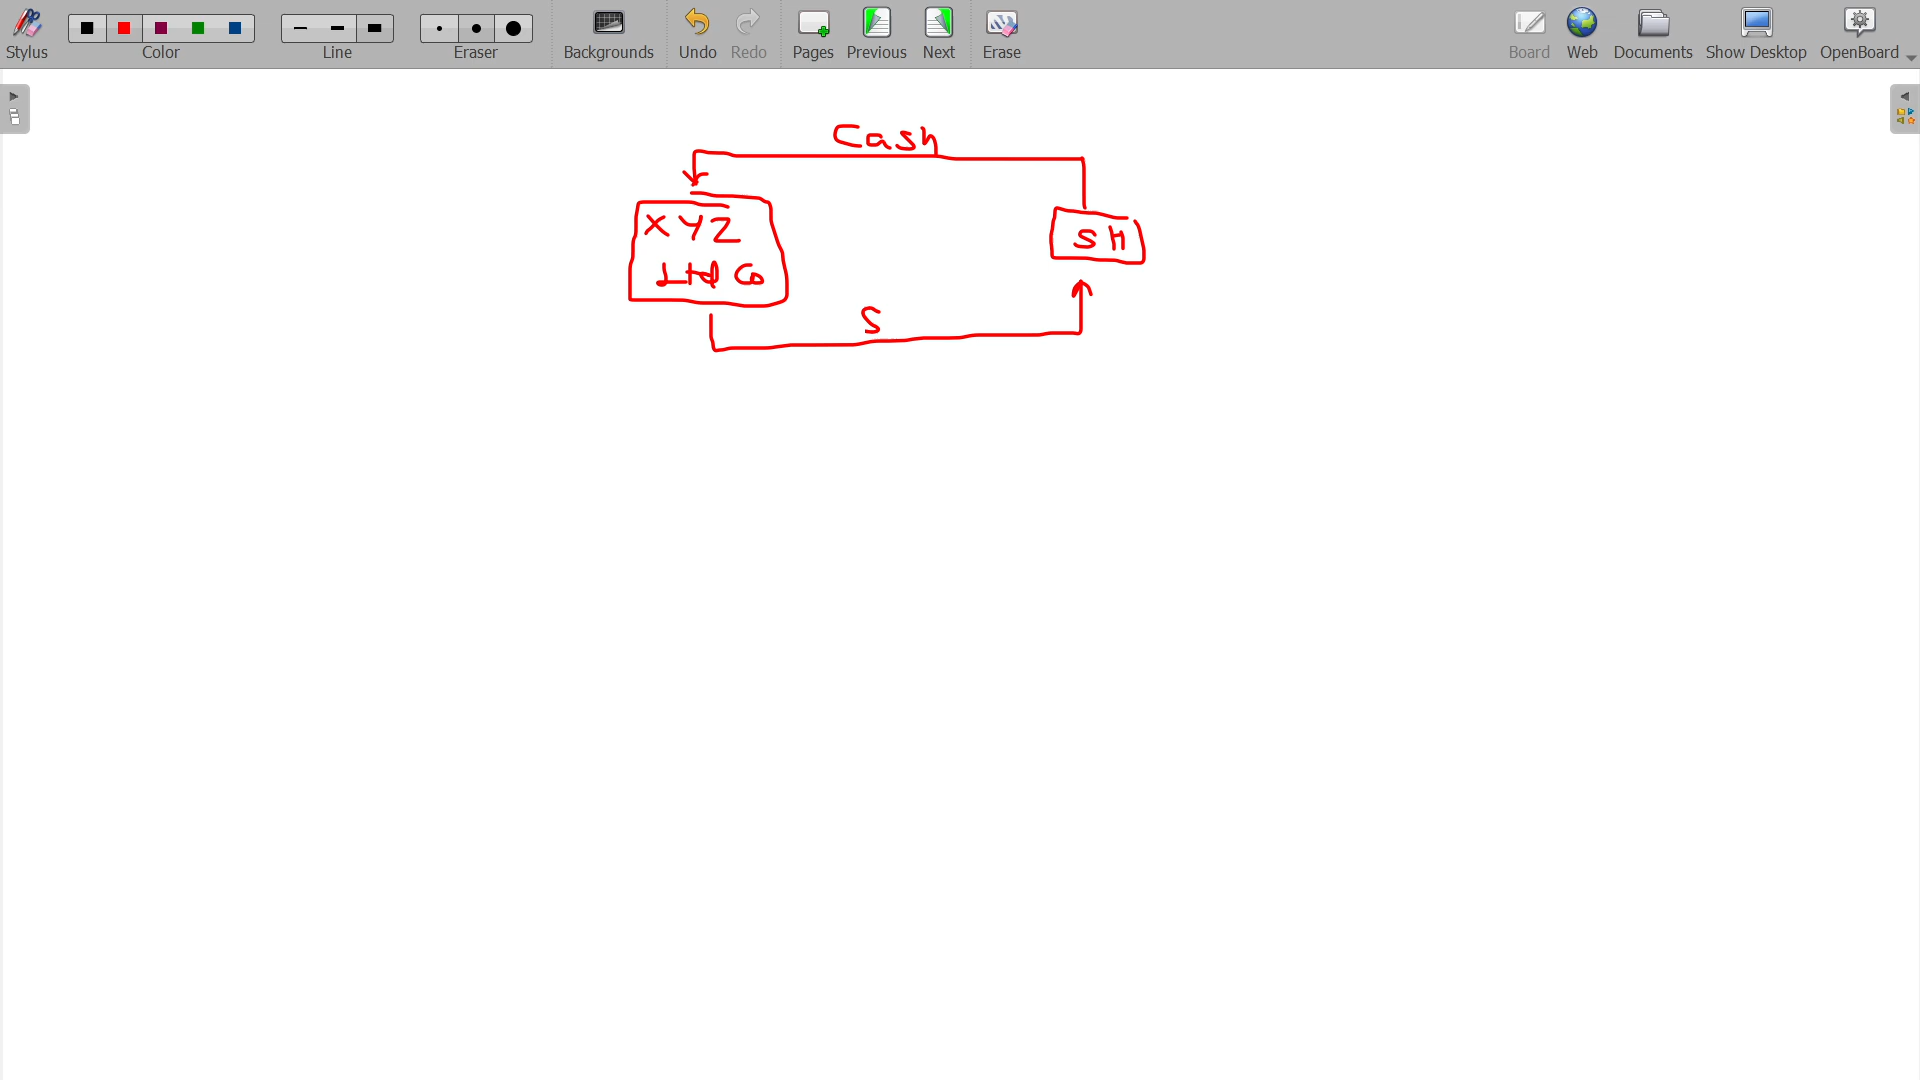 Stylus Color Line Eraser Backgrounds Undo Redo Pages Previous Next Erase Board Web Documents Show Desktop OpenBoard
Cash
XYZ
Ltd Co
SH
S